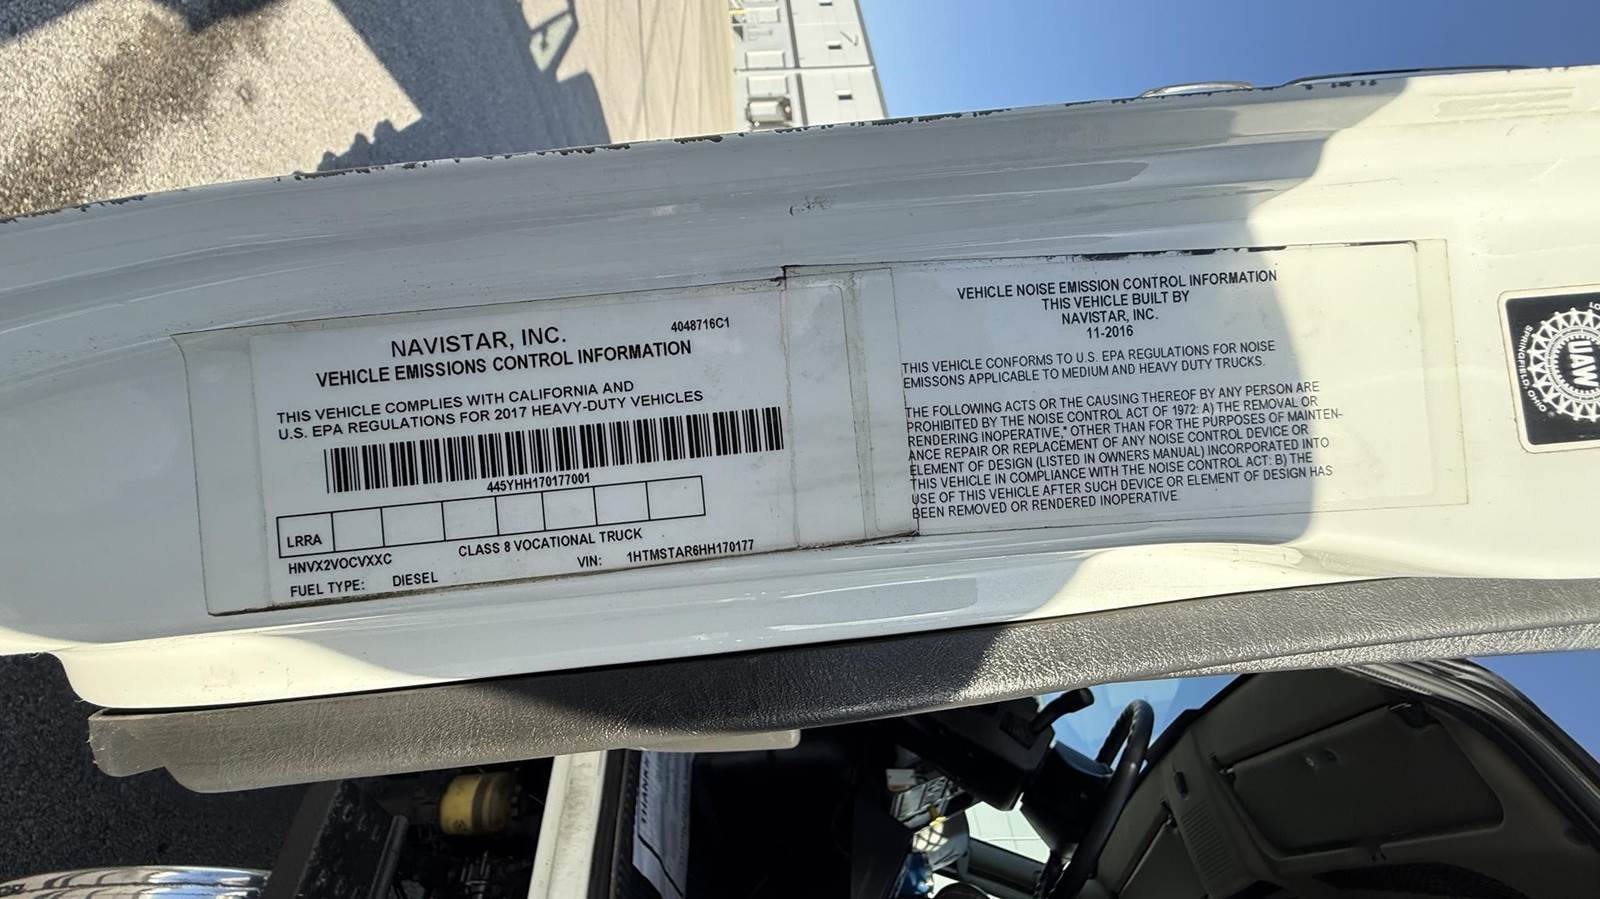 NAVISTAR, INC.
4048716C1
VEHICLE EMISSIONS CONTROL INFORMATION
THIS VEHICLE COMPLIES WITH CALIFORNIA AND
U.S. EPA REGULATIONS FOR 2017 HEAVY-DUTY VEHICLES
445YHH170177001
LRRA
HNVX2VOCVXXC
CLASS 8 VOCATIONAL TRUCK
FUEL TYPE: DIESEL
VIN: 1HTMSTAR6HH170177
VEHICLE NOISE EMISSION CONTROL INFORMATION
THIS VEHICLE BUILT BY
NAVISTAR, INC.
11-2016
THIS VEHICLE CONFORMS TO U.S. EPA REGULATIONS FOR NOISE
EMISSONS APPLICABLE TO MEDIUM AND HEAVY DUTY TRUCKS.
THE FOLLOWING ACTS OR THE CAUSING THEREOF BY ANY PERSON ARE
PROHIBITED BY THE NOISE CONTROL ACT OF 1972: A) THE REMOVAL OR
RENDERING INOPERATIVE,* OTHER THAN FOR THE PURPOSES OF MAINTEN-
ANCE REPAIR OR REPLACEMENT OF ANY NOISE CONTROL DEVICE OR
ELEMENT OF DESIGN (LISTED IN OWNERS MANUAL) INCORPORATED INTO
THIS VEHICLE IN COMPLIANCE WITH THE NOISE CONTROL ACT: B) THE
USE OF THIS VEHICLE AFTER SUCH DEVICE OR ELEMENT OF DESIGN HAS
BEEN REMOVED OR RENDERED INOPERATIVE.
UAW
SPRINGFIELD, OHIO